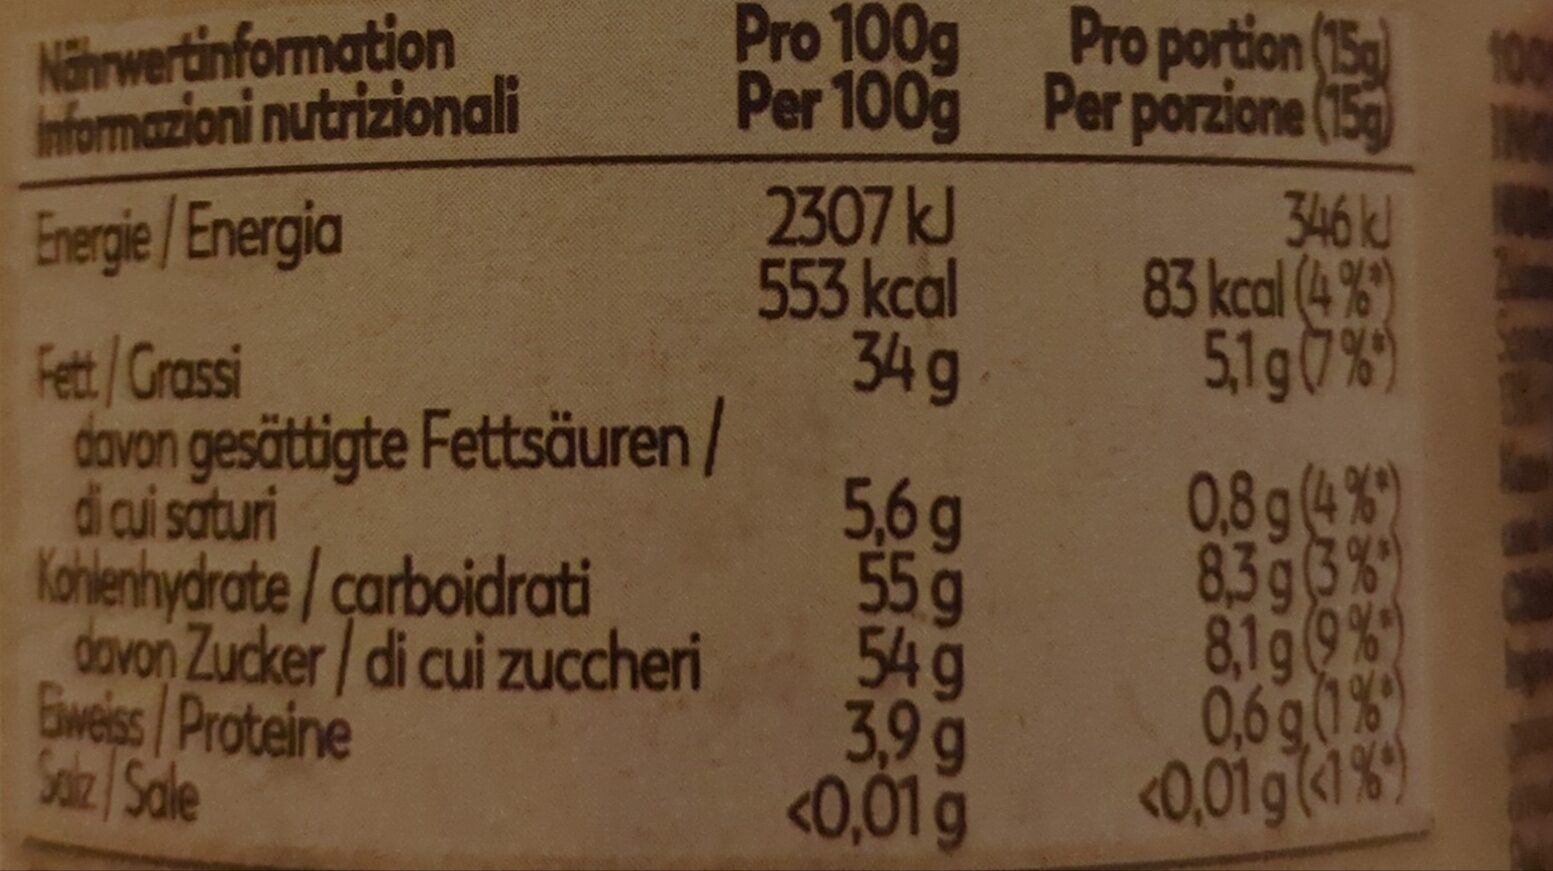 Nährwertinformation Pro 100g Pro portion (15g)
Informazioni nutrizionali Per 100g Per porzione (15g)
Energie / Energia 2307 kJ 346 kJ
553 kcal 83 kcal (4 %*)
Fett / Grassi 34 g 5,1 g (7 %*)
davon gesättigte Fettsäuren /
di cui saturi 5,6 g 0,8 g (4 %*)
Kohlenhydrate / carboidrati 55 g 8,3 g (3 %*)
davon Zucker / di cui zuccheri 54 g 8,1 g (9 %*)
Eiweiss / Proteine 3,9 g 0,6 g (1 %*)
Salz / Sale <0,01 g <0,01 g (<1 %*)